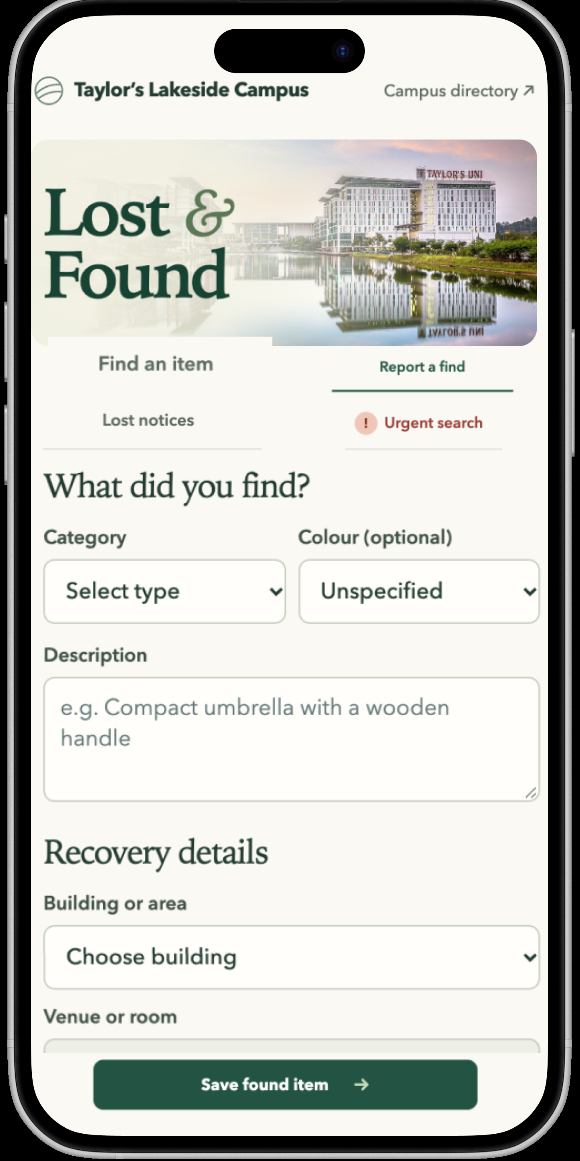 Taylor's Lakeside Campus
Campus directory ↗
TAYLOR'S UNI
Lost &
Found
Find an item
Report a find
Lost notices
! Urgent search
What did you find?
Category
Colour (optional)
Select type
Unspecified
Description
e.g. Compact umbrella with a wooden
handle
Recovery details
Building or area
Choose building
Venue or room
Save found item →